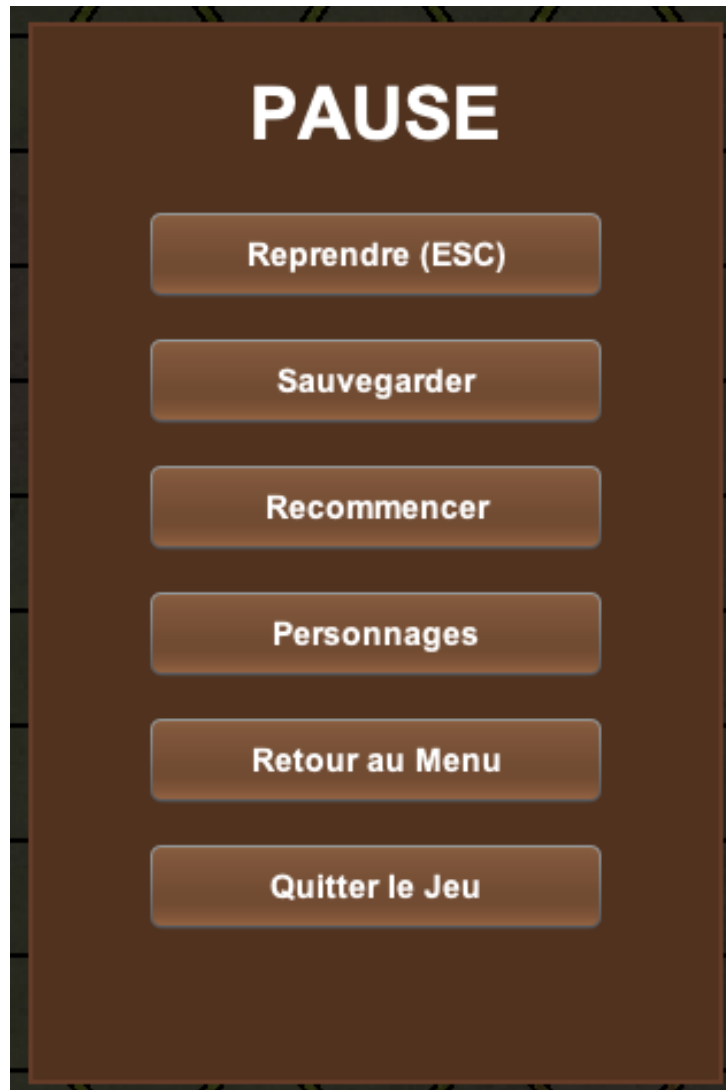 PAUSE
Reprendre (ESC)
Sauvegarder
Recommencer
Personnages
Retour au Menu
Quitter le Jeu